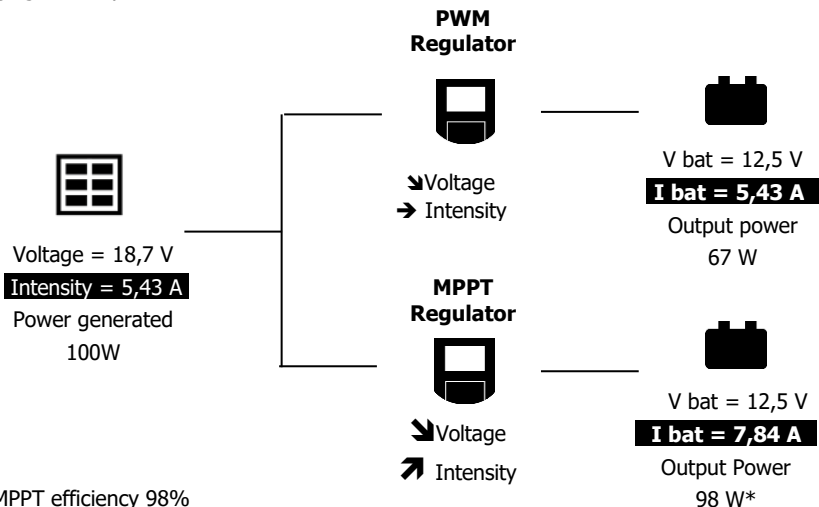 PWM
Regulator
Voltage = 18,7 V
Intensity = 5,43 A
Power generated
100W
➘Voltage
➔ Intensity
V bat = 12,5 V
I bat = 5,43 A
Output power
67 W
MPPT
Regulator
➘Voltage
➚ Intensity
V bat = 12,5 V
I bat = 7,84 A
Output Power
98 W*
MPPT efficiency 98%